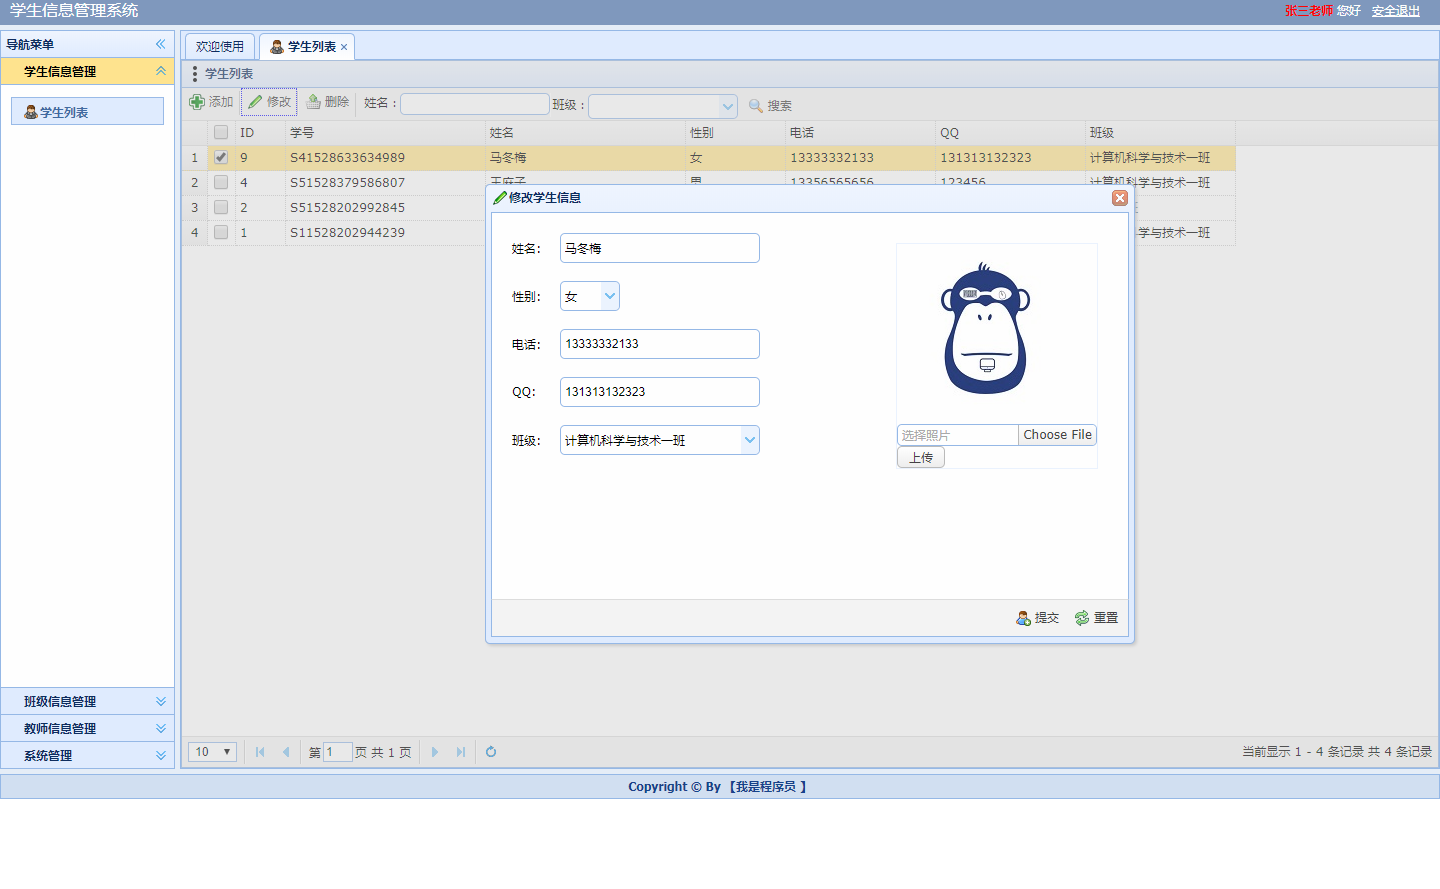 学生信息管理系统
张三老师 您好 安全退出
导航菜单
学生信息管理
学生列表
班级信息管理
教师信息管理
系统管理
欢迎使用 学生列表
学生列表
添加 修改 删除 姓名： 班级： 搜索
ID 学号 姓名 性别 电话 QQ 班级
1 9 S41528633634989 马冬梅 女 13333332133 131313132323 计算机科学与技术一班
2 4 S51528379586807 王麻子 男 13356565656 123456 计算机科学与技术一班
3 2 S51528202992845
4 1 S11528202944239 学与技术一班
修改学生信息
姓名: 马冬梅
性别: 女
电话: 13333332133
QQ: 131313132323
班级: 计算机科学与技术一班
选择照片 Choose File
上传
提交 重置
10 第 1 页 共 1 页
当前显示 1 - 4 条记录 共 4 条记录
Copyright © By 【我是程序员 】